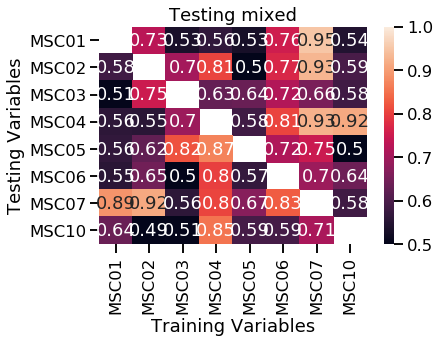 Testing mixed
Testing Variables
MSC01 0.73 0.53 0.56 0.53 0.76 0.95 0.54
MSC02 0.58 0.7 0.81 0.5 0.77 0.93 0.59
MSC03 0.51 0.75 0.63 0.64 0.72 0.66 0.58
MSC04 0.56 0.55 0.7 0.58 0.81 0.93 0.92
MSC05 0.56 0.62 0.82 0.87 0.72 0.75 0.5
MSC06 0.55 0.65 0.5 0.8 0.57 0.7 0.64
MSC07 0.89 0.92 0.56 0.8 0.67 0.83 0.58
MSC10 0.64 0.49 0.51 0.85 0.59 0.59 0.71
MSC01 MSC02 MSC03 MSC04 MSC05 MSC06 MSC07 MSC10
Training Variables
1.0
0.9
0.8
0.7
0.6
0.5